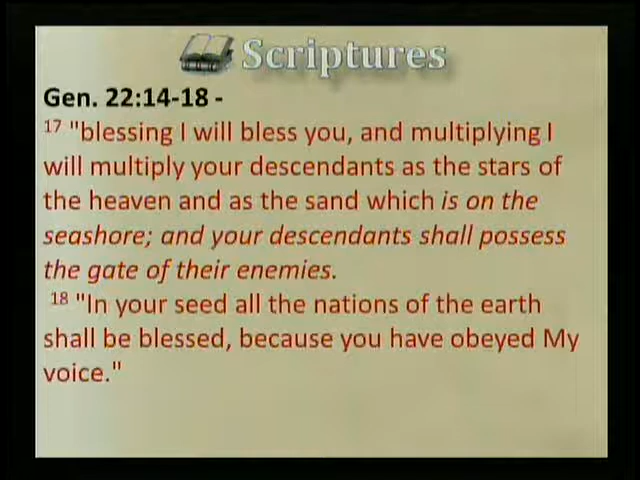 Scriptures
Gen. 22:14-18 -
17 "blessing I will bless you, and multiplying I
will multiply your descendants as the stars of
the heaven and as the sand which is on the
seashore; and your descendants shall possess
the gate of their enemies.
18 "In your seed all the nations of the earth
shall be blessed, because you have obeyed My
voice."